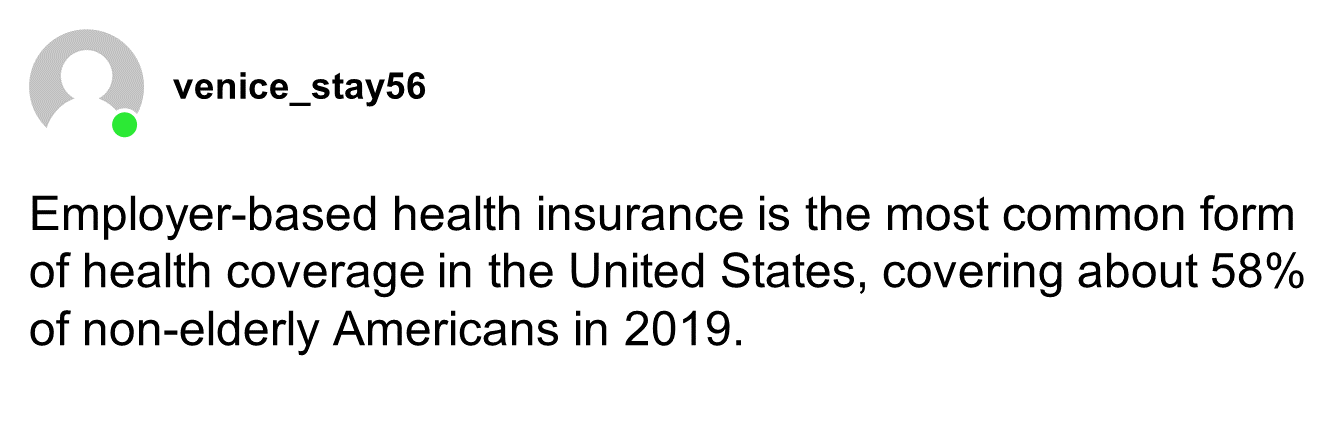 venice_stay56
Employer-based health insurance is the most common form
of health coverage in the United States, covering about 58%
of non-elderly Americans in 2019.